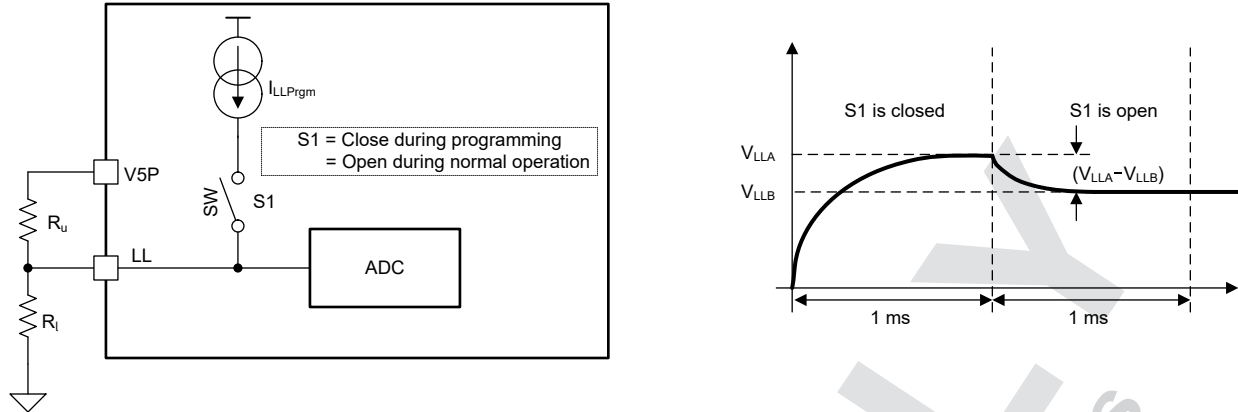 I_LLPrgm
S1 = Close during programming
= Open during normal operation
V5P
SW
S1
R_u
LL
ADC
R_l
S1 is closed
S1 is open
V_LLA
(V_LLA–V_LLB)
V_LLB
1 ms
1 ms
Y